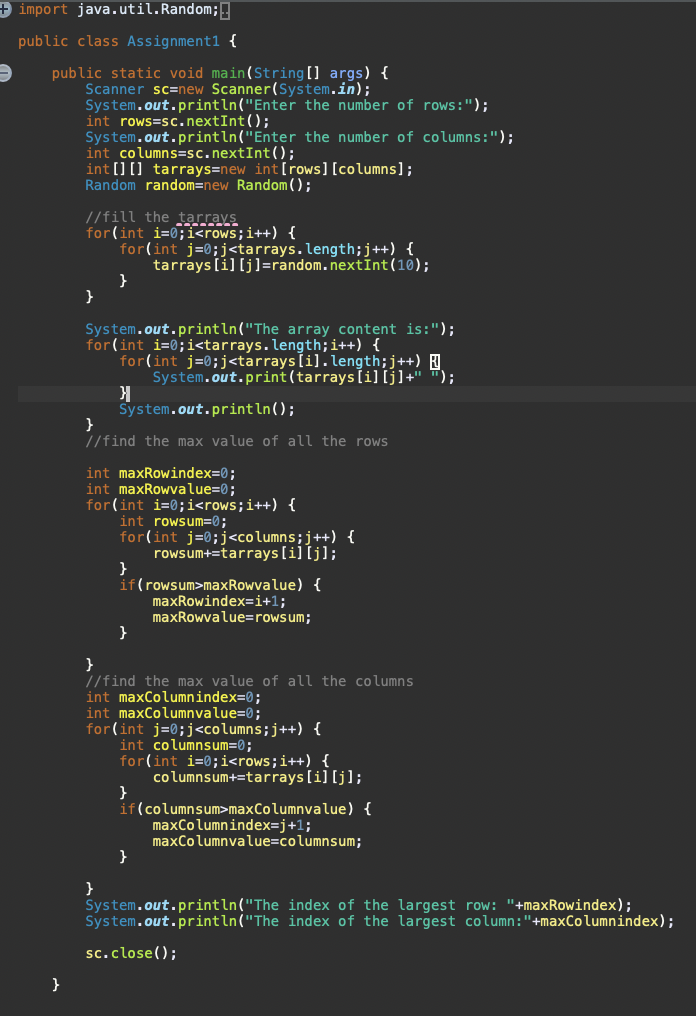 import java.util.Random;
public class Assignment1 {
public static void main(String[] args) {
Scanner sc=new Scanner(System.in);
System.out.println("Enter the number of rows:");
int rows=sc.nextInt();
System.out.println("Enter the number of columns:");
int columns=sc.nextInt();
int[][] tarrays=new int[rows][columns];
Random random=new Random();
//fill the tarrays
for(int i=0;i<rows;i++) {
for(int j=0;j<tarrays.length;j++) {
tarrays[i][j]=random.nextInt(10);
}
}
System.out.println("The array content is:");
for(int i=0;i<tarrays.length;i++) {
for(int j=0;j<tarrays[i].length;j++) {
System.out.print(tarrays[i][j]+" ");
}
System.out.println();
}
//find the max value of all the rows
int maxRowindex=0;
int maxRowvalue=0;
for(int i=0;i<rows;i++) {
int rowsum=0;
for(int j=0;j<columns;j++) {
rowsum+=tarrays[i][j];
}
if(rowsum>maxRowvalue) {
maxRowindex=i+1;
maxRowvalue=rowsum;
}
}
//find the max value of all the columns
int maxColumnindex=0;
int maxColumnvalue=0;
for(int j=0;j<columns;j++) {
int columnsum=0;
for(int i=0;i<rows;i++) {
columnsum+=tarrays[i][j];
}
if(columnsum>maxColumnvalue) {
maxColumnindex=j+1;
maxColumnvalue=columnsum;
}
}
System.out.println("The index of the largest row: "+maxRowindex);
System.out.println("The index of the largest column:"+maxColumnindex);
sc.close();
}